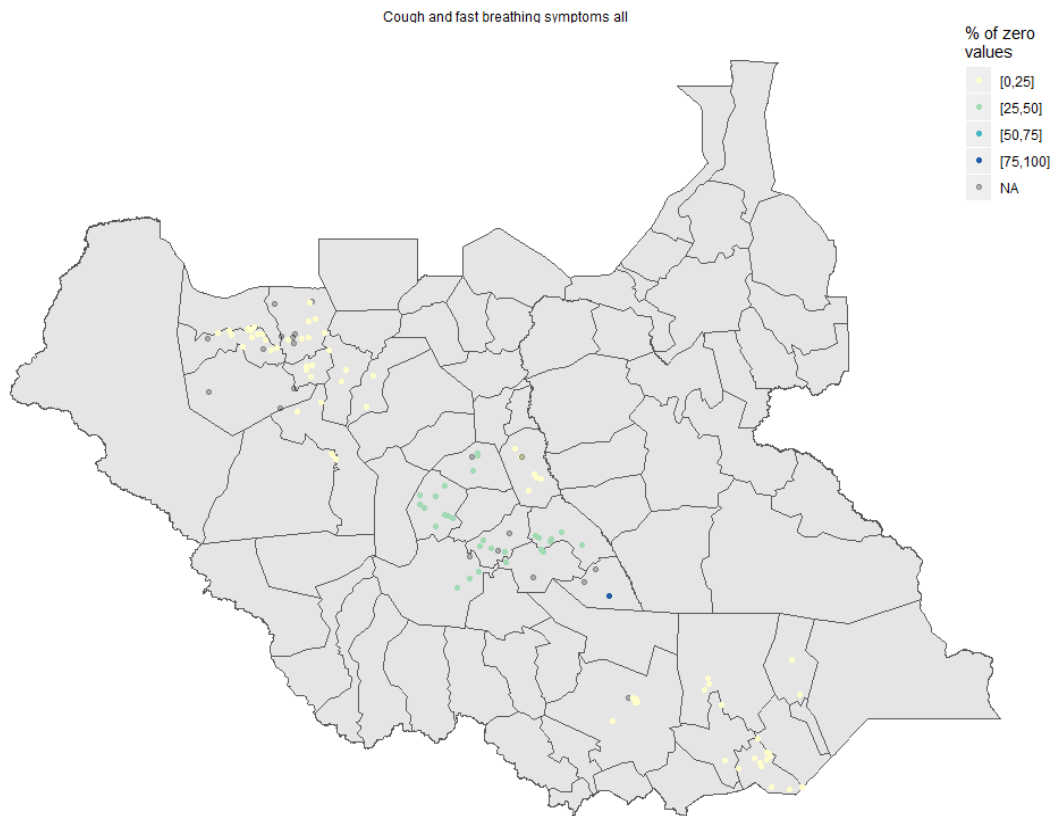 Cough and fast breathing symptoms all
% of zero
values
[0,25]
[25,50]
[50,75]
[75,100]
NA